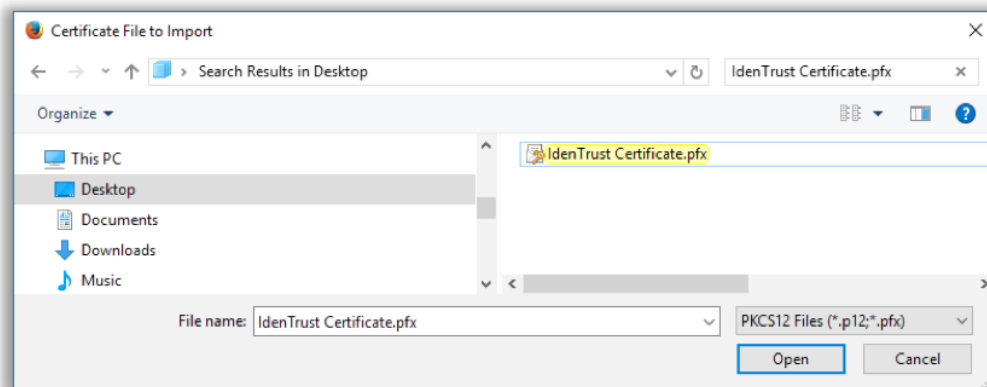 Certificate File to Import
Search Results in Desktop
IdenTrust Certificate.pfx
Organize
This PC
Desktop
Documents
Downloads
Music
IdenTrust Certificate.pfx
File name: IdenTrust Certificate.pfx
PKCS12 Files (*.p12;*.pfx)
Open Cancel